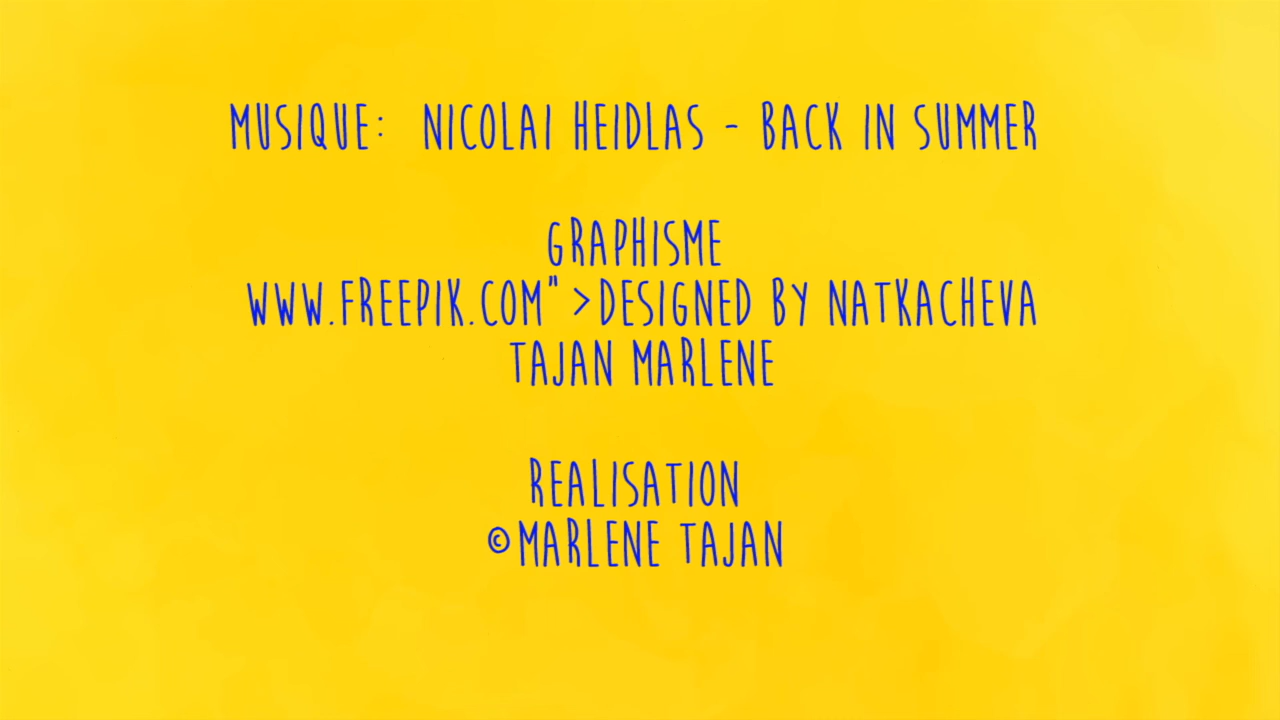 MUSIQUE: NICOLAI HEIDLAS - BACK IN SUMMER
GRAPHISME
WWW.FREEPIK.COM">DESIGNED BY NATKACHEVA
TAJAN MARLENE
REALISATION
©MARLENE TAJAN